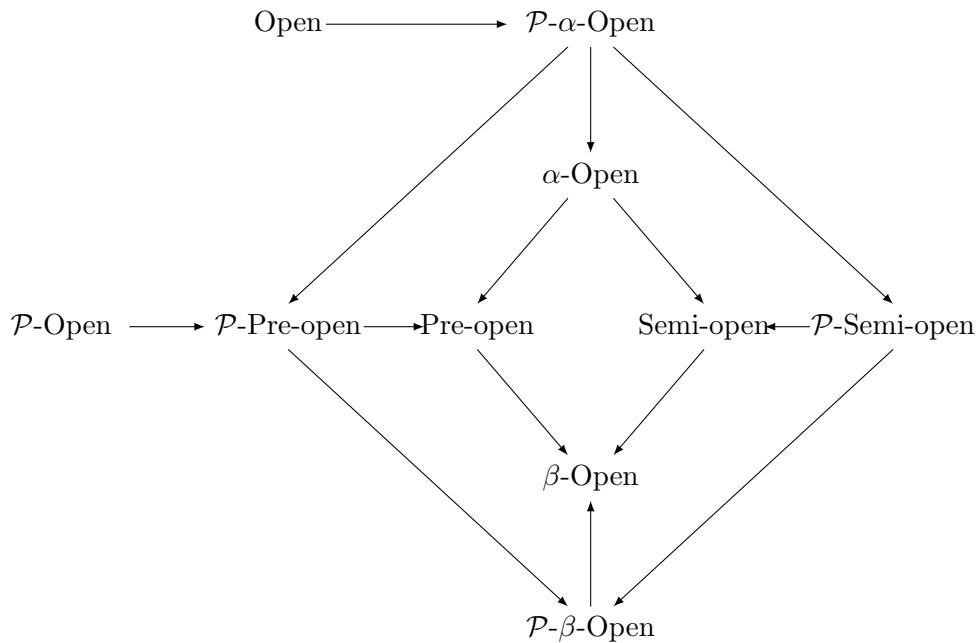 Open 𝒫-α-Open
α-Open
𝒫-Open 𝒫-Pre-open Pre-open Semi-open 𝒫-Semi-open
β-Open
𝒫-β-Open